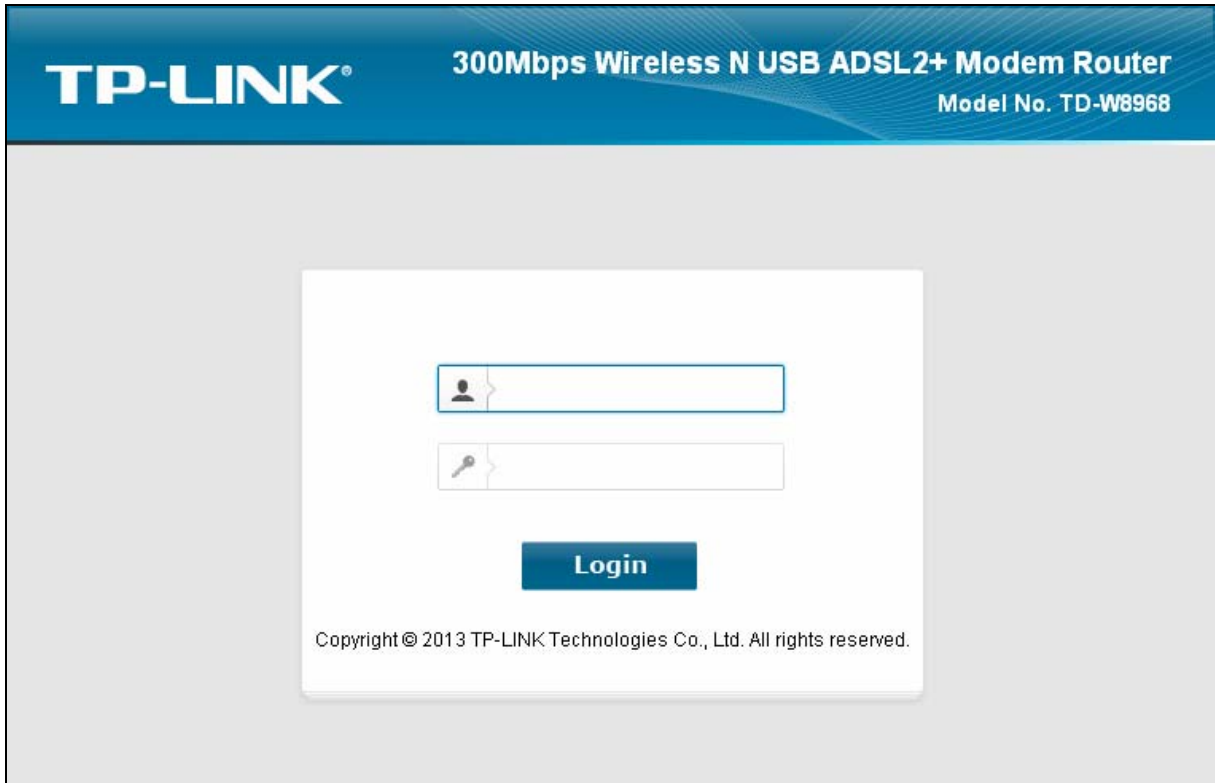 TP-LINK®
300Mbps Wireless N USB ADSL2+ Modem Router
Model No. TD-W8968
Login
Copyright © 2013 TP-LINK Technologies Co., Ltd. All rights reserved.